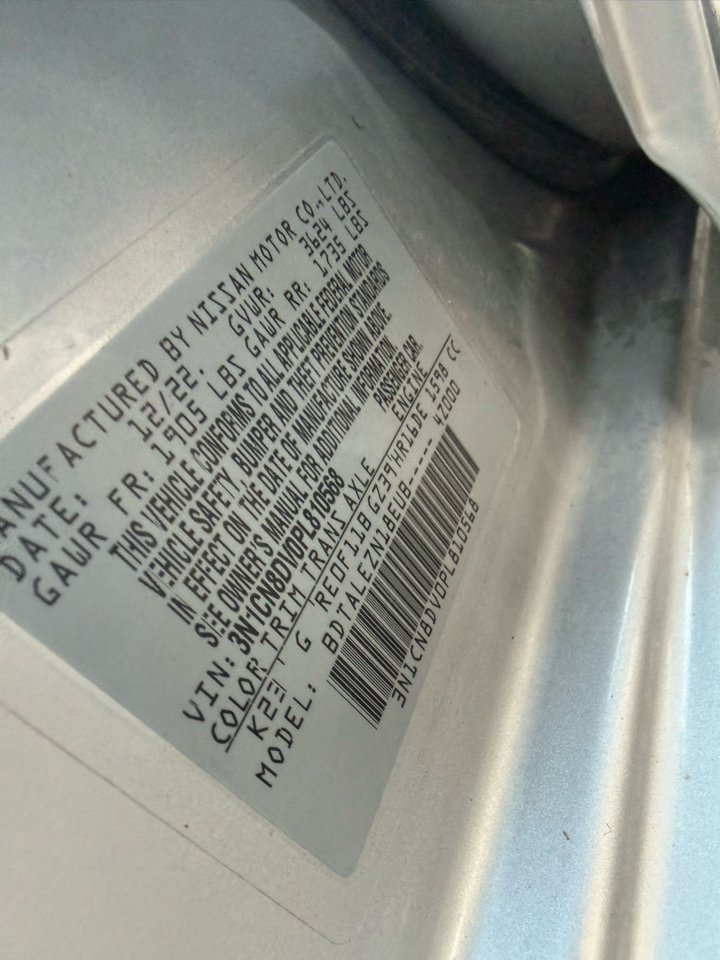 MANUFACTURED BY NISSAN MOTOR CO.,LTD.
DATE: 12/22. GVWR: 3624 LBS
GAWR FR: 1905 LBS GAWR RR: 1735 LBS
THIS VEHICLE CONFORMS TO ALL APPLICABLE FEDERAL MOTOR
VEHICLE SAFETY, BUMPER AND THEFT PREVENTION STANDARDS
IN EFFECT ON THE DATE OF MANUFACTURE SHOWN ABOVE
SEE OWNER'S MANUAL FOR ADDITIONAL INFORMATION.
VIN: 3N1CN8DV0PL810568 PASSENGER CAR.
COLOR TRIM TRANS AXLE ENGINE
K23 G RE0F11B GZ39 HR16DE 1598 CC
MODEL: BDTALEZN18EUB---- 4Z000
3N1CN8DV0PL810568